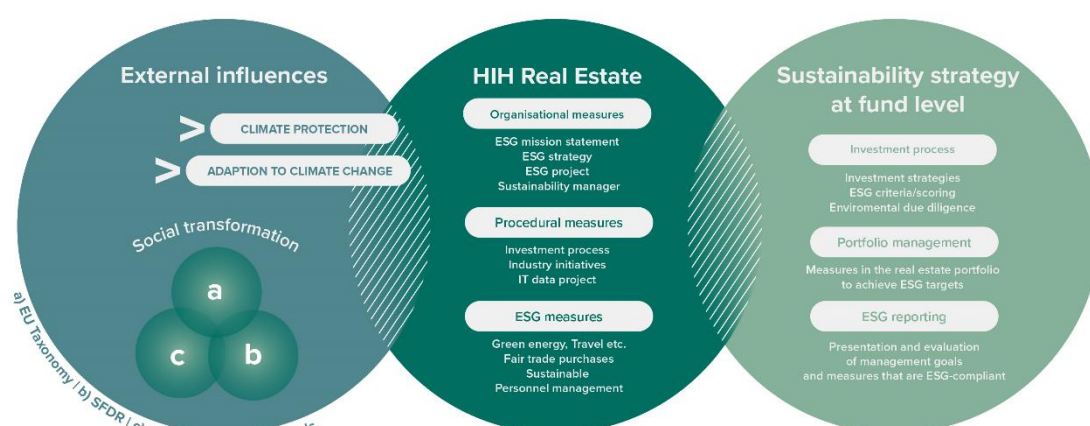 External influences
> CLIMATE PROTECTION
> ADAPTION TO CLIMATE CHANGE
Social transformation
a
c
b
a) EU Taxonomy | b) SFDR |
HIH Real Estate
Organisational measures
ESG mission statement
ESG strategy
ESG project
Sustainability manager
Procedural measures
Investment process
Industry initiatives
IT data project
ESG measures
Green energy, Travel etc.
Fair trade purchases
Sustainable
Personnel management
Sustainability strategy
at fund level
Investment process
Investment strategies
ESG criteria/scoring
Enviromental due diligence
Portfolio management
Measures in the real estate portfolio
to achieve ESG targets
ESG reporting
Presentation and evaluation
of management goals
and measures that are ESG-compliant